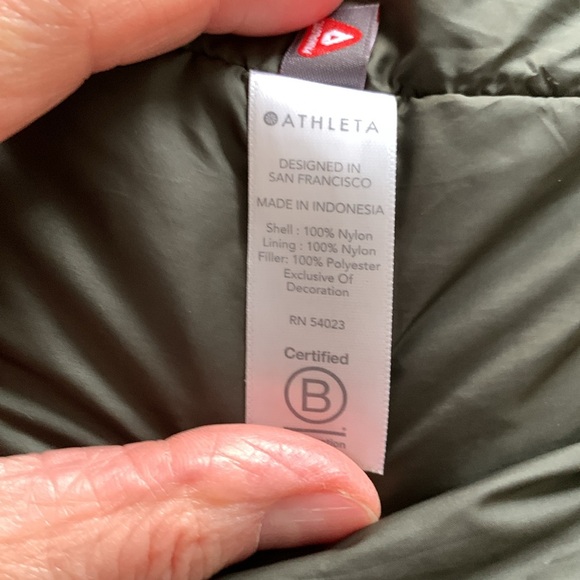 ATHLETA
DESIGNED IN
SAN FRANCISCO
MADE IN INDONESIA
Shell : 100% Nylon
Lining : 100% Nylon
Filler: 100% Polyester
Exclusive Of
Decoration
RN 54023
Certified
B